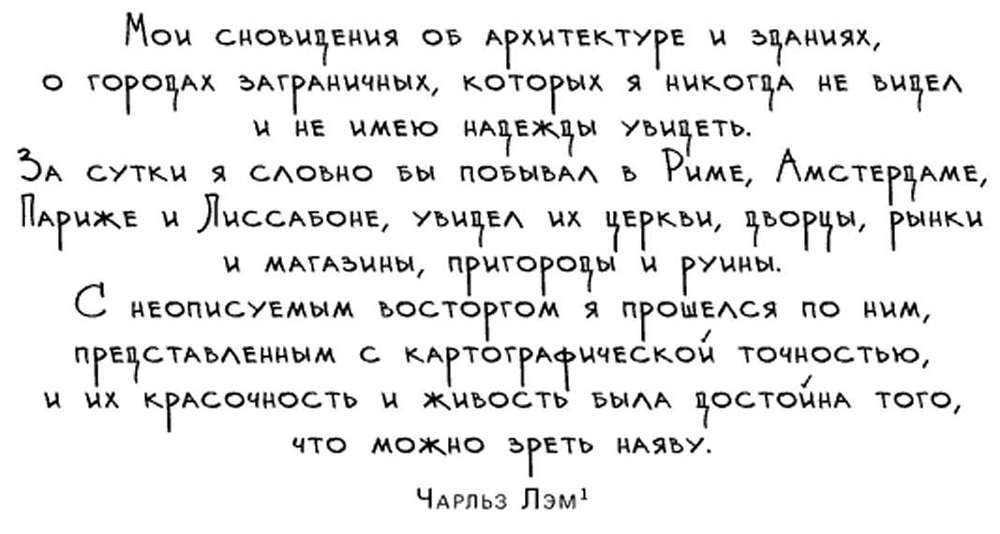 Мои сновидения об архитектуре и зданиях,
о городах заграничных, которых я никогда не видел
и не имею надежды увидеть.
За сутки я словно бы побывал в Риме, Амстердаме,
Париже и Лиссабоне, увидел их церкви, дворцы, рынки
и магазины, пригороды и руины.
С неописуемым восторгом я прошелся по ним,
представленным с картографической точностью,
и их красочность и живость была достойна того,
что можно зреть наяву.
Чарльз Лэм¹